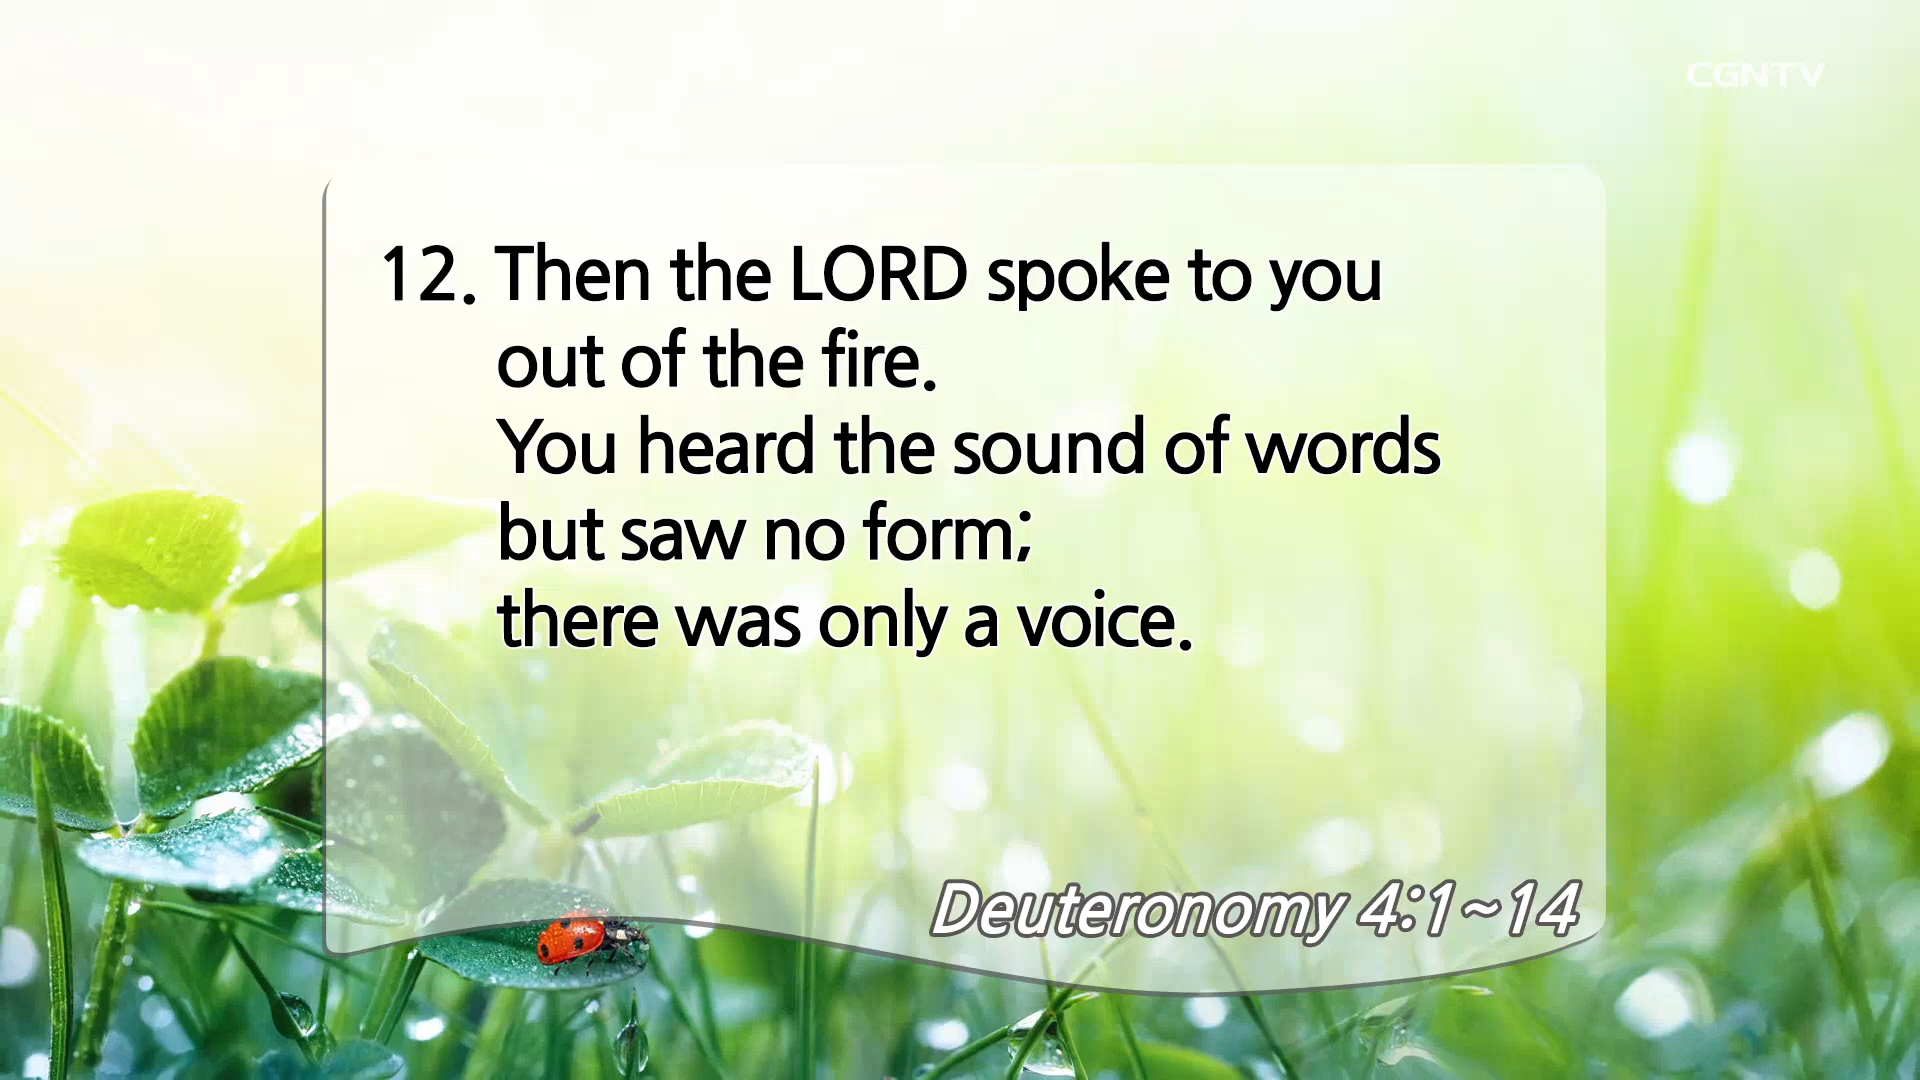 CGNTV
12. Then the LORD spoke to you
out of the fire.
You heard the sound of words
but saw no form;
there was only a voice.
Deuteronomy 4:1~14